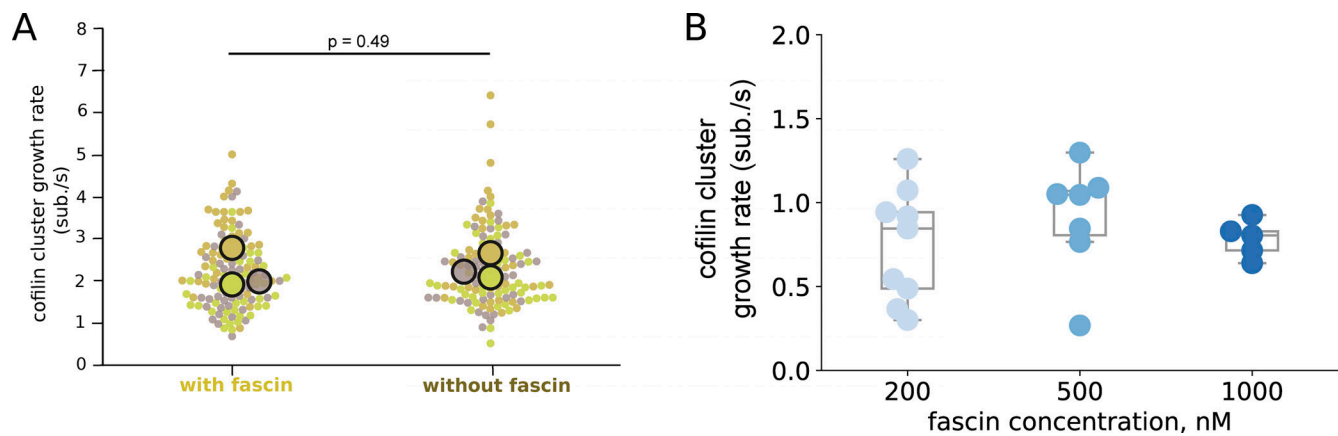 A
cofilin cluster growth rate
(sub./s)
8
7
6
5
4
3
2
1
0
p = 0.49
with fascin
without fascin
B
cofilin cluster
growth rate (sub./s)
2.0
1.5
1.0
0.5
0.0
200
500
1000
fascin concentration, nM